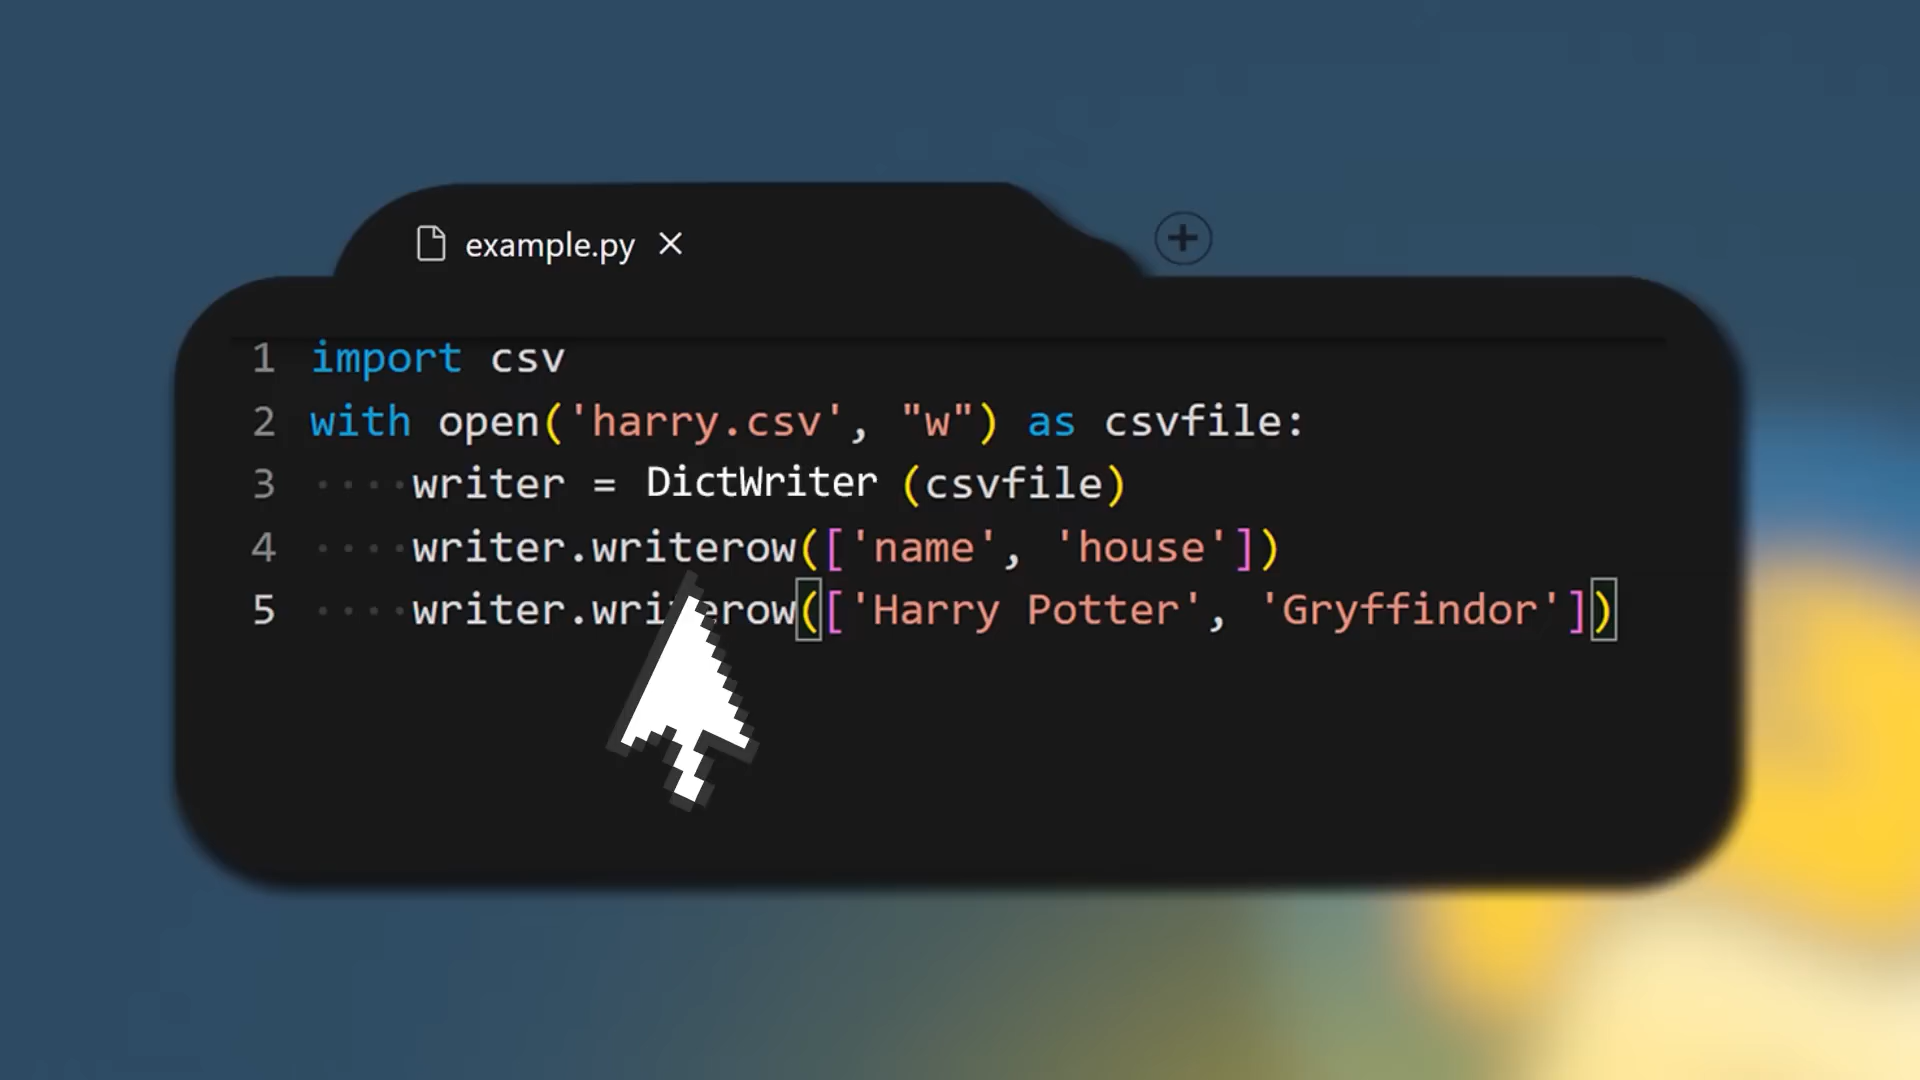 example.py ×
1 import csv
2 with open('harry.csv', "w") as csvfile:
3 ····writer = DictWriter (csvfile)
4 ····writer.writerow(['name', 'house'])
5 ····writer.writerow(['Harry Potter', 'Gryffindor'])